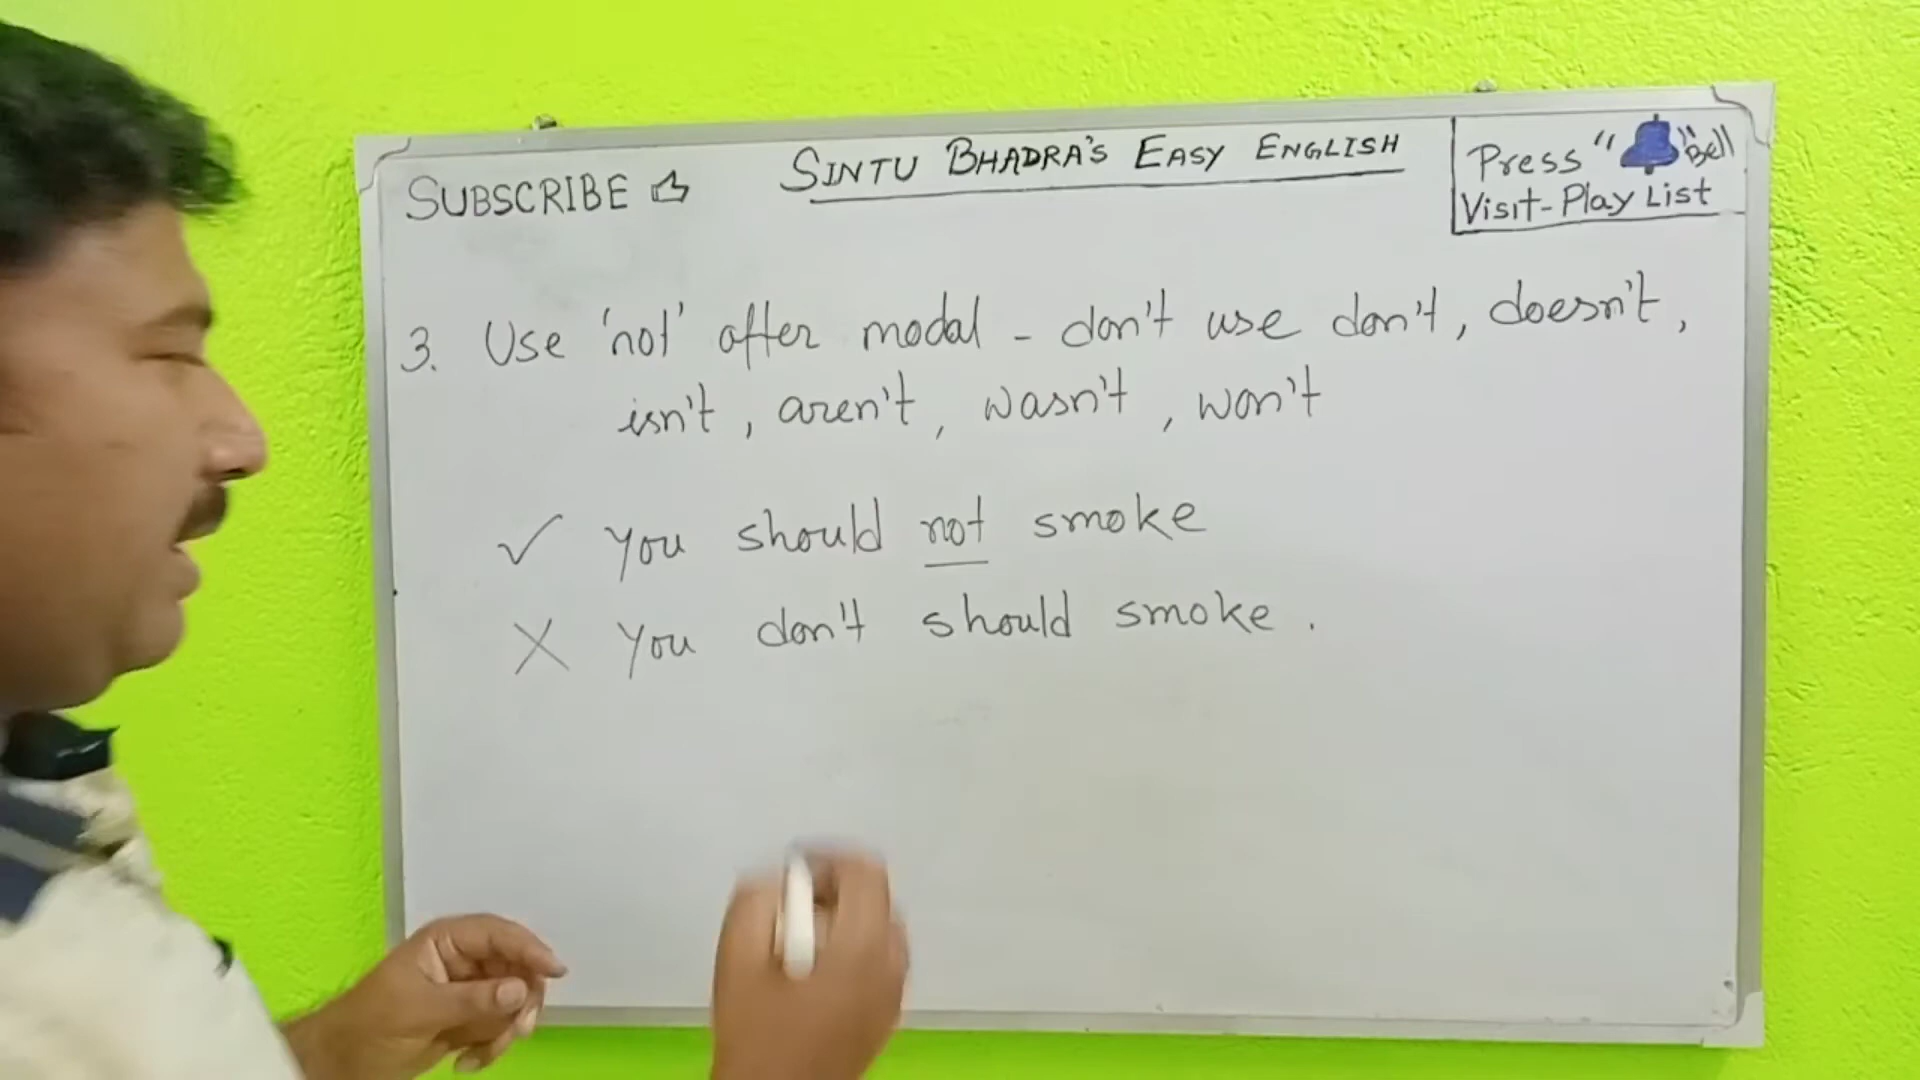 SUBSCRIBE
SINTU BHADRA'S EASY ENGLISH
Press " " Bell
Visit-Play List
3. Use 'not' after modal - don't use don't, doesn't,
isn't, aren't, wasn't, won't
✓ you should not smoke
X you don't should smoke.